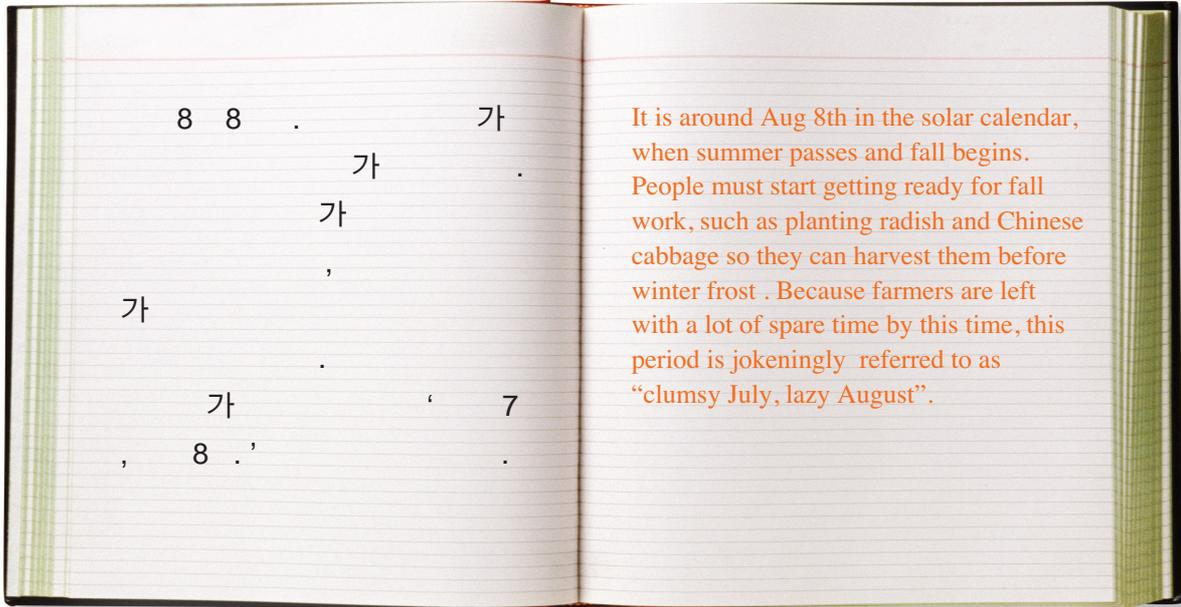 8 8 . 가
가 .
가
,
가
.
가 ‘ 7
, 8 .’ .
It is around Aug 8th in the solar calendar,
when summer passes and fall begins.
People must start getting ready for fall
work, such as planting radish and Chinese
cabbage so they can harvest them before
winter frost . Because farmers are left
with a lot of spare time by this time, this
period is jokeningly  referred to as
“clumsy July, lazy August”.